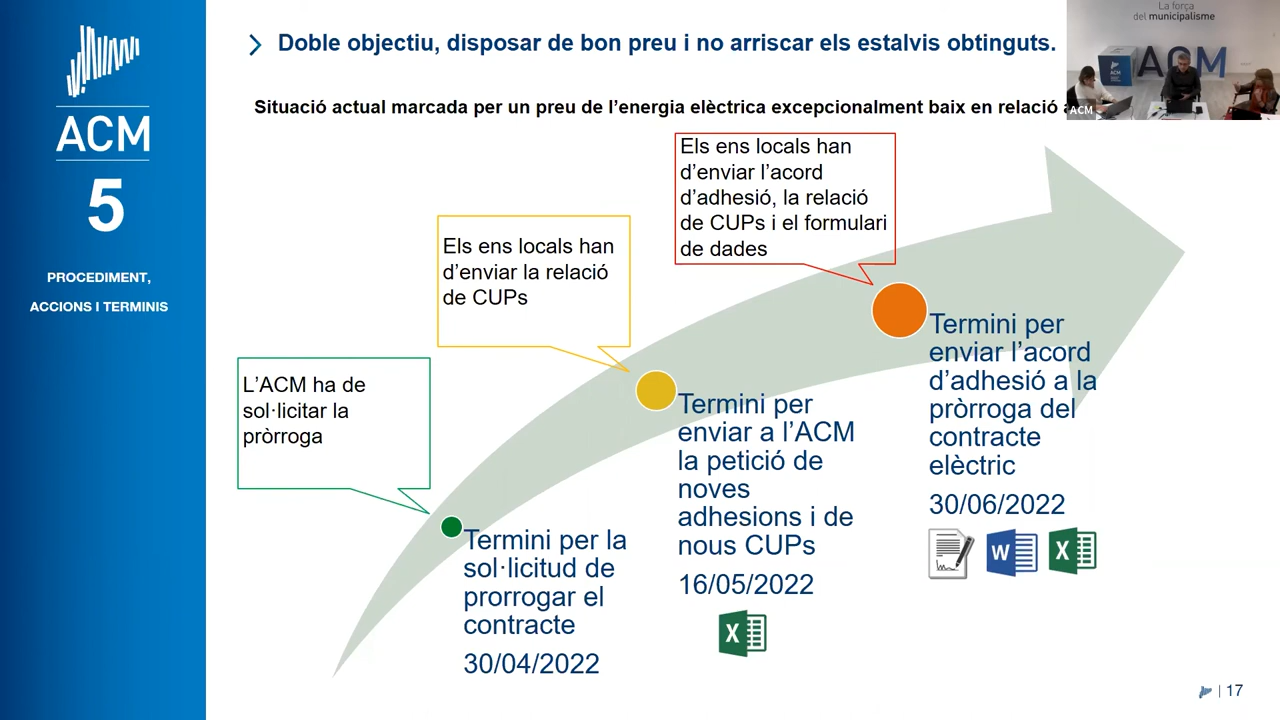 ACM
5
PROCEDIMENT,
ACCIONS I TERMINIS
Doble objectiu, disposar de bon preu i no arriscar els estalvis obtinguts.
Situació actual marcada per un preu de l’energia elèctrica excepcionalment baix en relació
La força
del municipalisme
ACM
ACM
ACM
Els ens locals han
d’enviar l’acord
d’adhesió, la relació
de CUPs i el formulari
de dades
Els ens locals han
d’enviar la relació
de CUPs
L’ACM ha de
sol·licitar la
pròrroga
Termini per
enviar l’acord
d’adhesió a la
pròrroga del
contracte
elèctric
30/06/2022
W
X
Termini per
enviar a l’ACM
la petició de
noves
adhesions i de
nous CUPs
16/05/2022
X
Termini per la
sol·licitud de
prorrogar el
contracte
30/04/2022
| 17